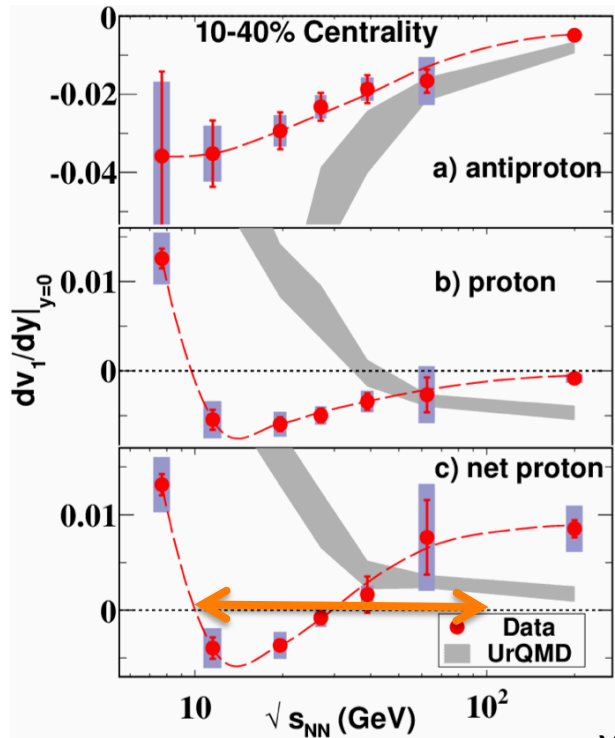 10-40% Centrality
0
-0.02
-0.04
a) antiproton
0.01
0
b) proton
dv₁/dy|y=0
c) net proton
0.01
0
Data
UrQMD
10
10²
√ sNN (GeV)